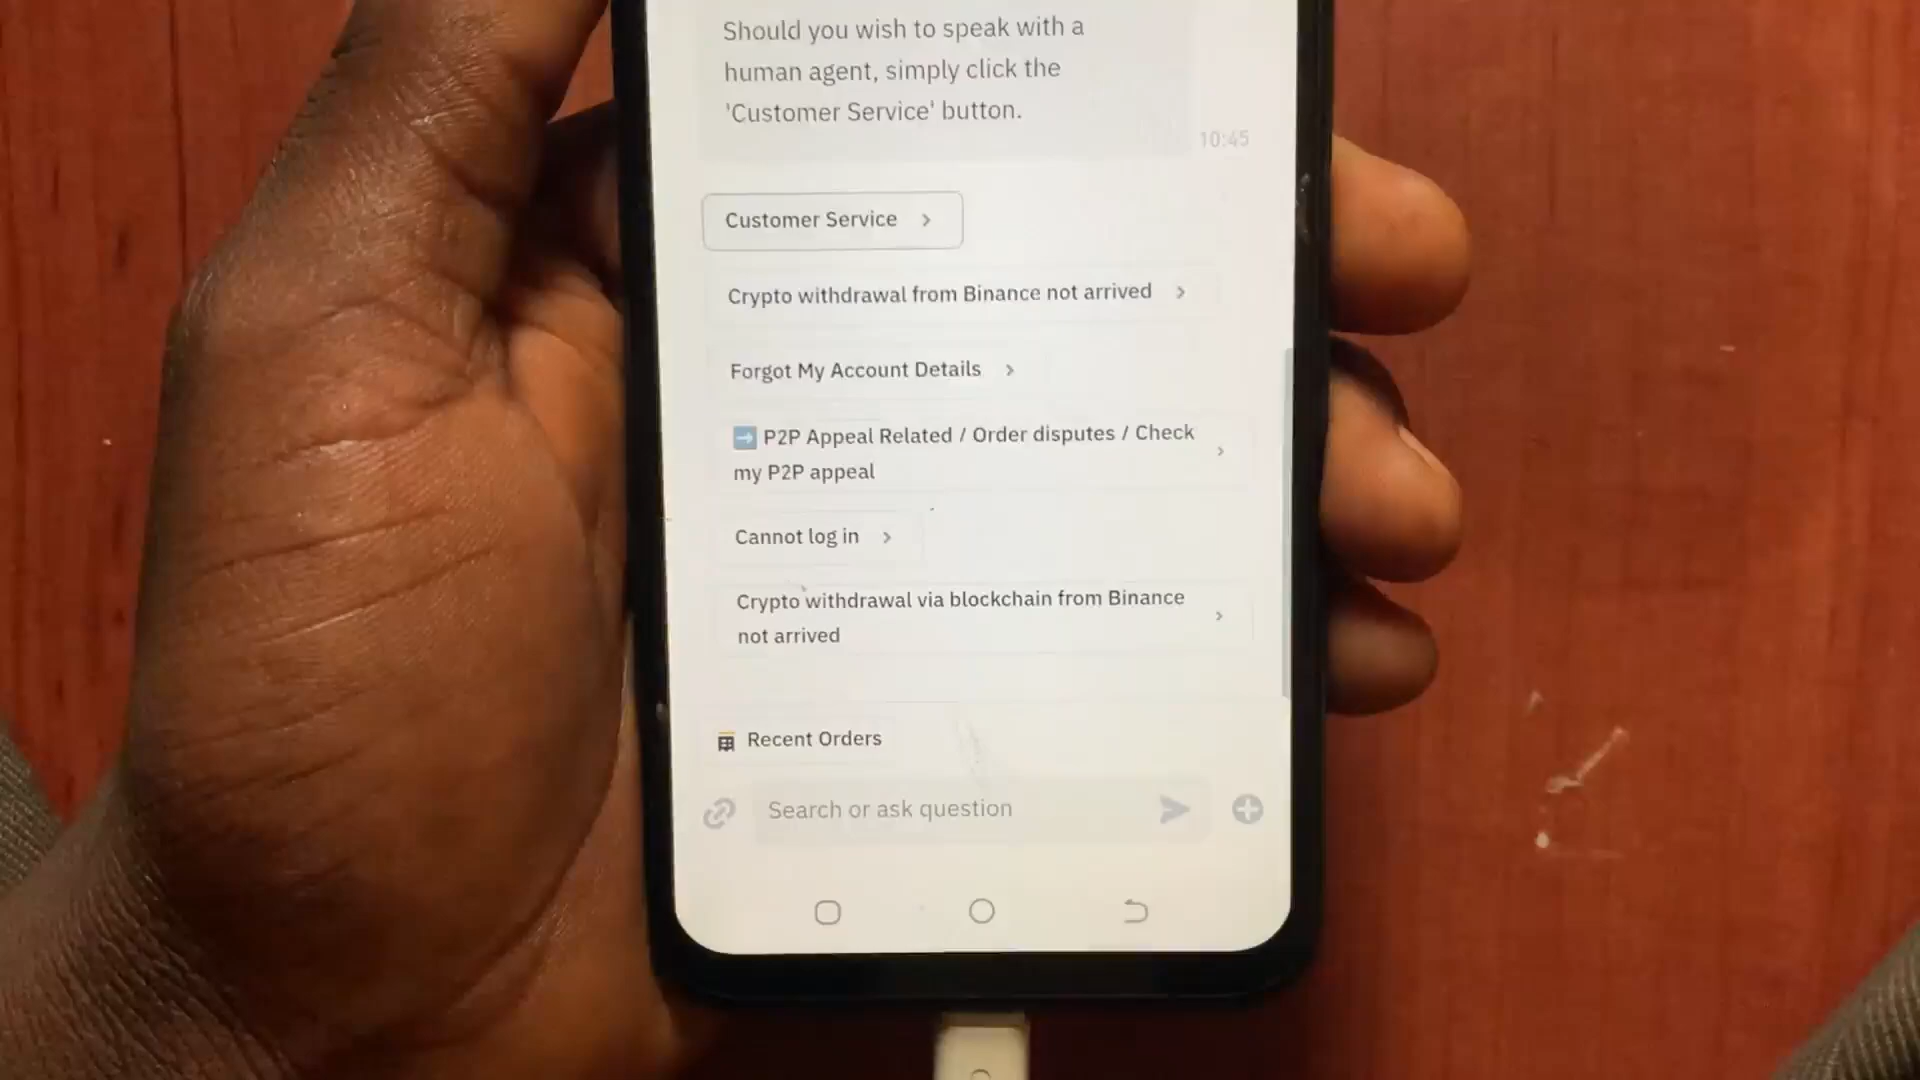 Should you wish to speak with a
human agent, simply click the
'Customer Service' button.
10:45
Customer Service
Crypto withdrawal from Binance not arrived
Forgot My Account Details
➡️ P2P Appeal Related / Order disputes / Check
my P2P appeal
Cannot log in
Crypto withdrawal via blockchain from Binance
not arrived
Recent Orders
Search or ask question